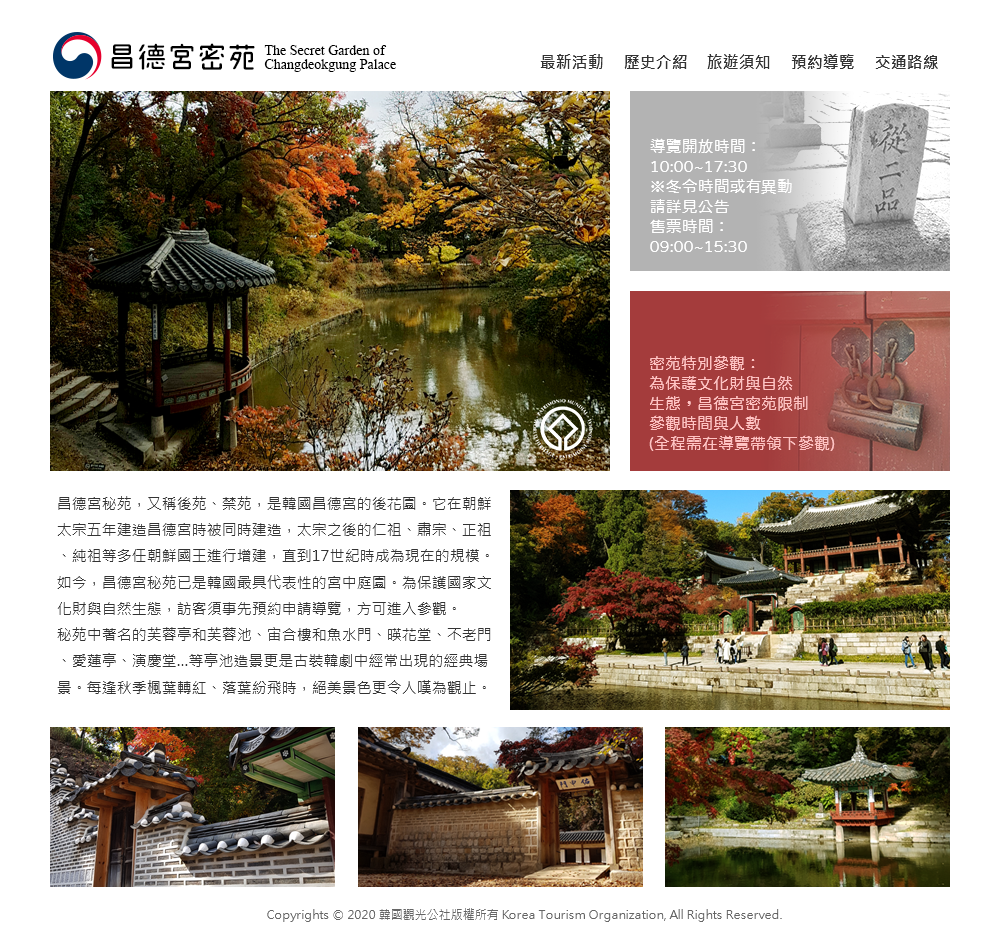 昌德宮密苑
The Secret Garden of
Changdeokgung Palace
最新活動 歷史介紹 旅遊須知 預約導覽 交通路線
導覽開放時間：
10:00~17:30
※冬令時間或有異動
請詳見公告
售票時間：
09:00~15:30
從二品
密苑特別參觀：
為保護文化財與自然
生態，昌德宮密苑限制
參觀時間與人數
(全程需在導覽帶領下參觀)
昌德宮秘苑，又稱後苑、禁苑，是韓國昌德宮的後花園。它在朝鮮
太宗五年建造昌德宮時被同時建造，太宗之後的仁祖、肅宗、正祖
、純祖等多任朝鮮國王進行增建，直到17世紀時成為現在的規模。
如今，昌德宮秘苑已是韓國最具代表性的宮中庭園。為保護國家文
化財與自然生態，訪客須事先預約申請導覽，方可進入參觀。
秘苑中著名的芙蓉亭和芙蓉池、宙合樓和魚水門、暎花堂、不老門
、愛蓮亭、演慶堂...等亭池造景更是古裝韓劇中經常出現的經典場
景。每逢秋季楓葉轉紅、落葉紛飛時，絕美景色更令人嘆為觀止。
Copyrights © 2020 韓國觀光公社版權所有 Korea Tourism Organization, All Rights Reserved.